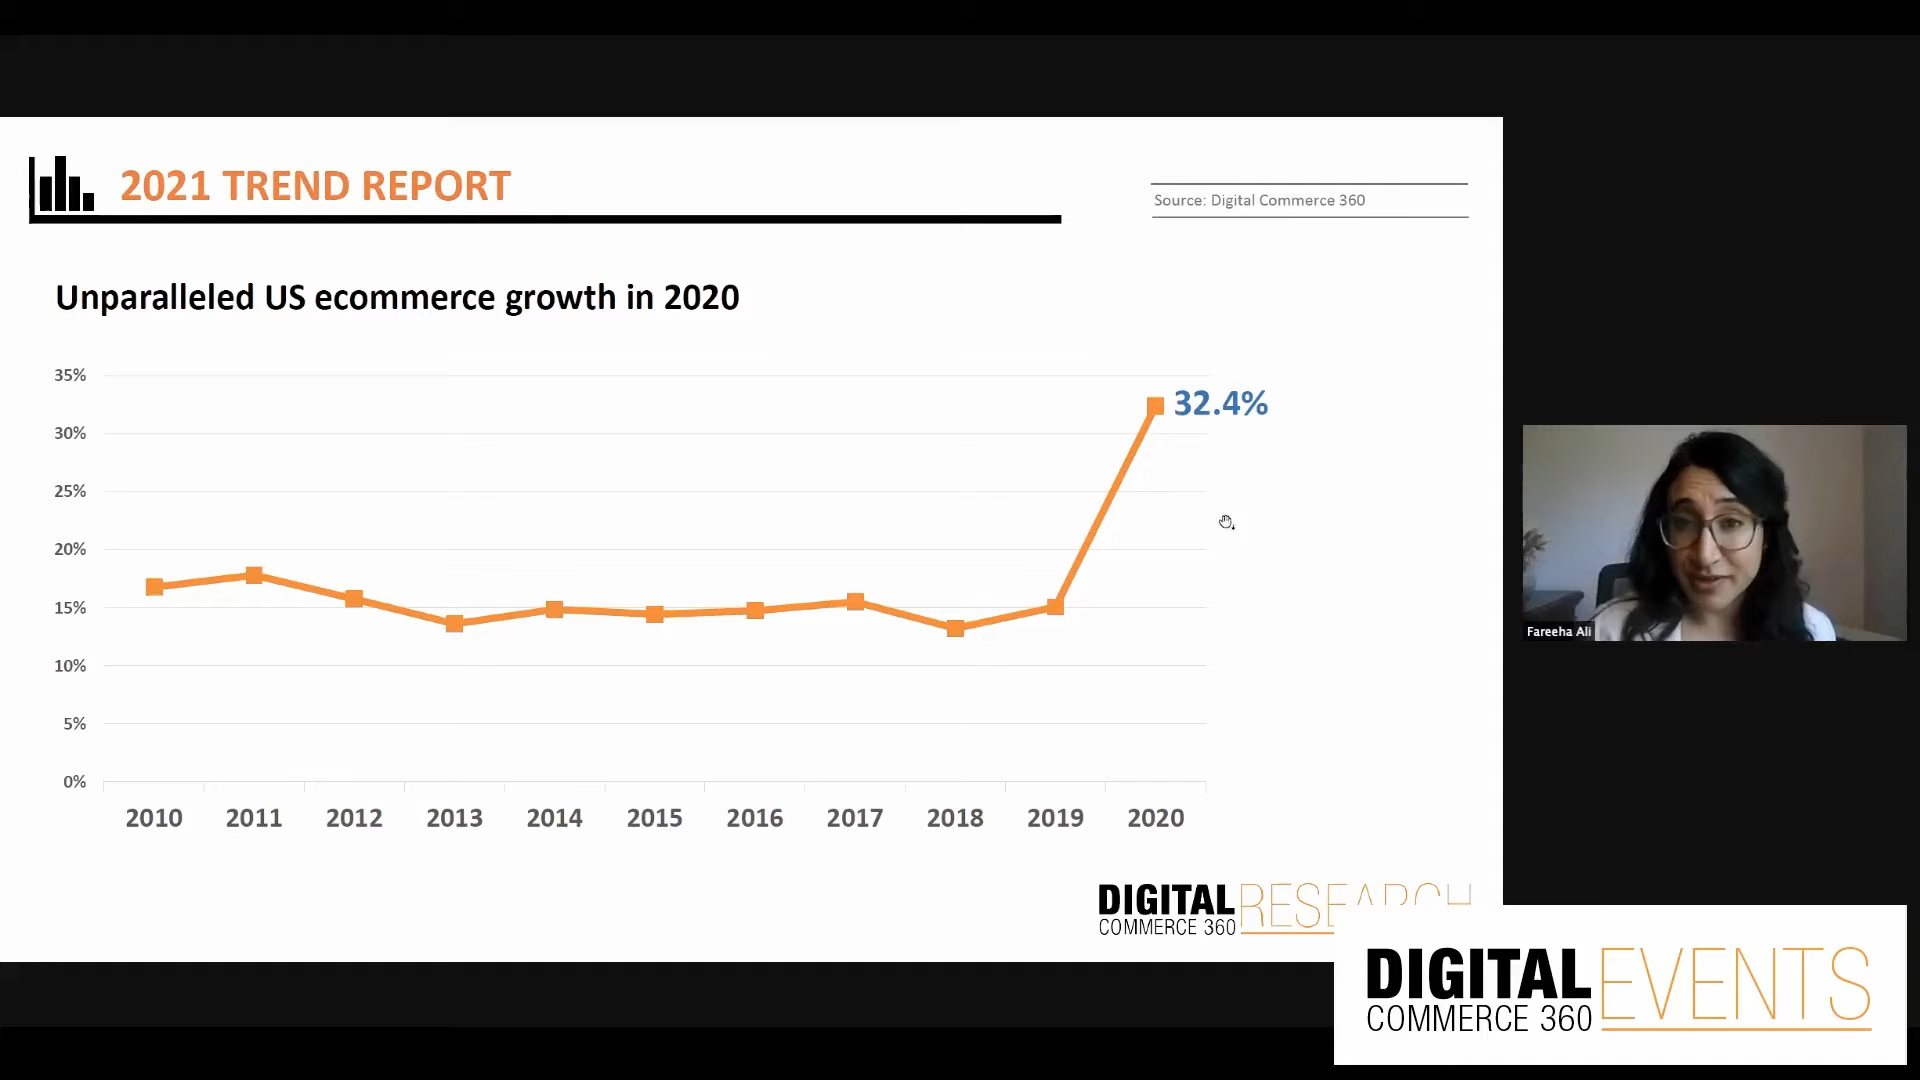 2021 TREND REPORT
Source: Digital Commerce 360
Unparalleled US ecommerce growth in 2020
35%
32.4%
30%
25%
20%
15%
10%
5%
0%
2010 2011 2012 2013 2014 2015 2016 2017 2018 2019 2020
Fareeha Ali
DIGITAL RESEARCH
COMMERCE 360
DIGITAL EVENTS
COMMERCE 360